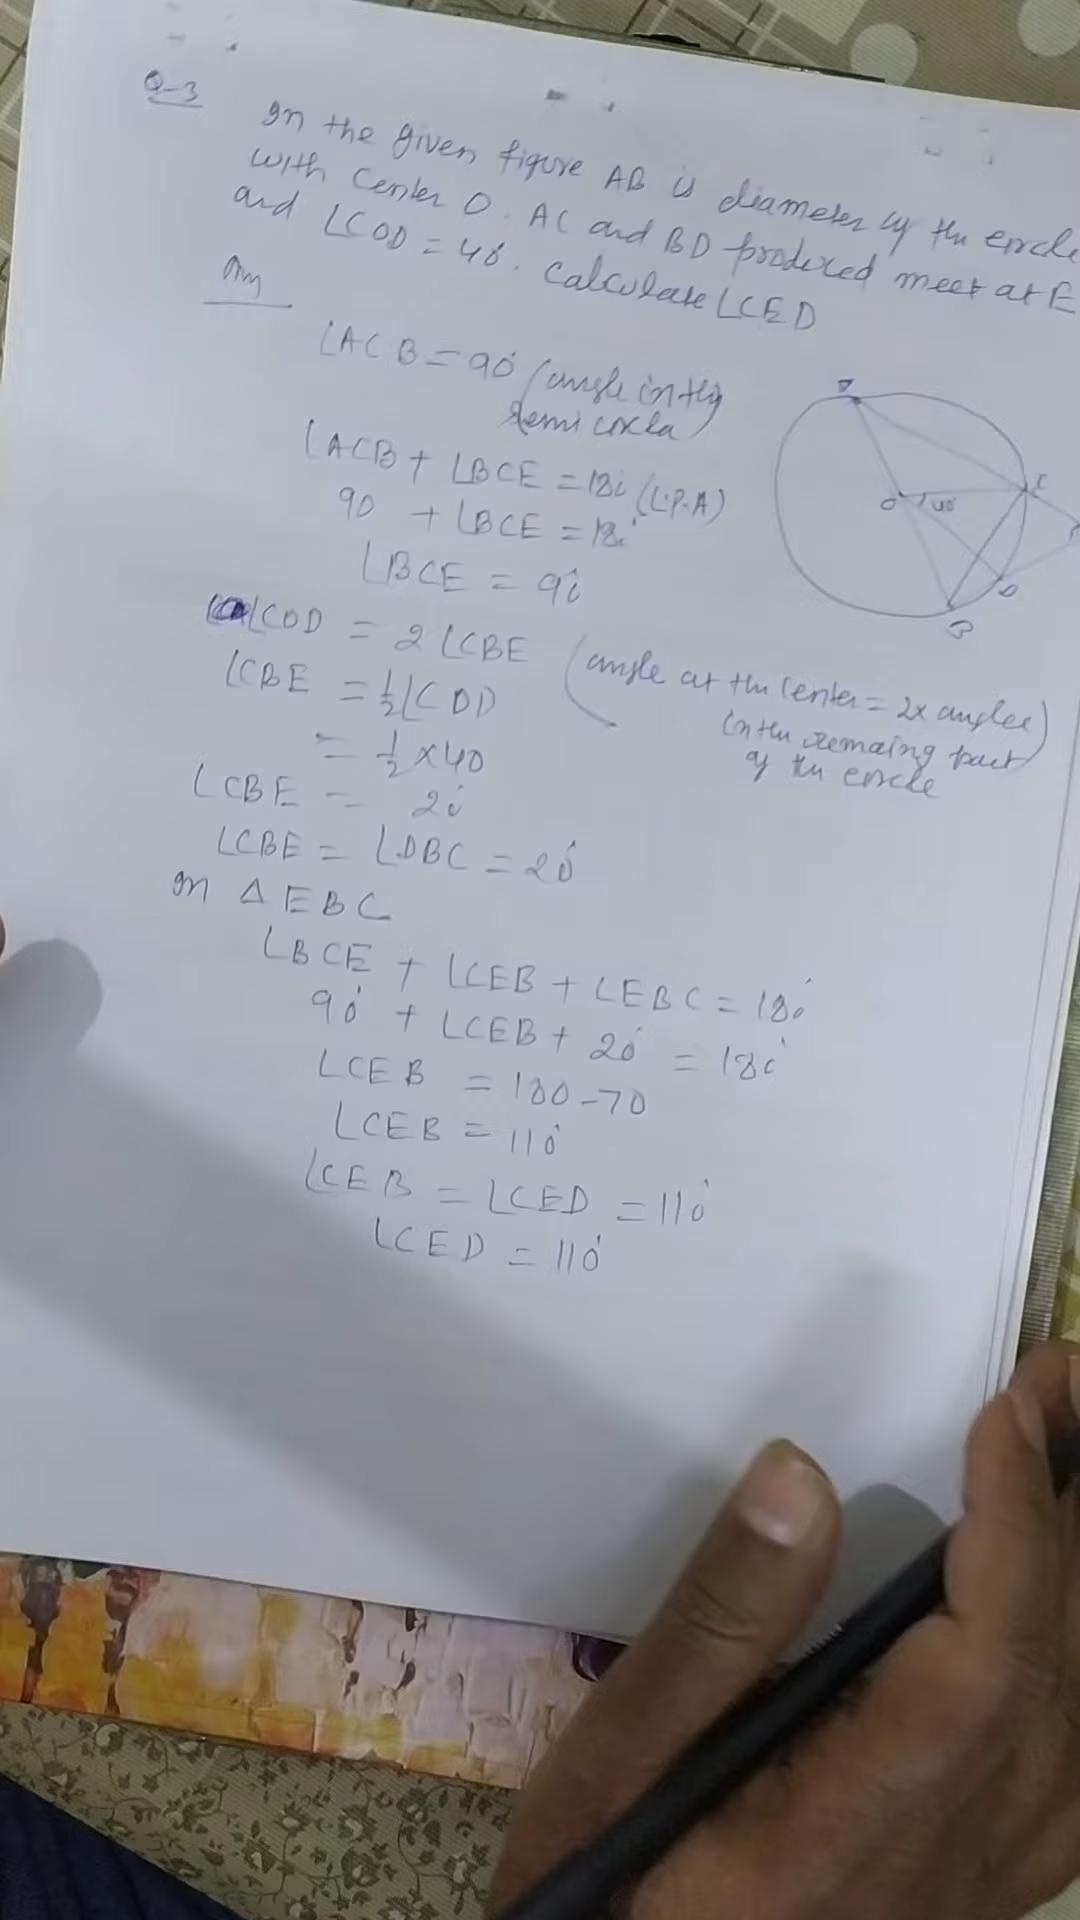 Q-3
In the given figure AB is diameter of the circle
with Center O. AC and BD produced meet at E
and ∠COD = 40°. Calculate ∠CED
Ans
∠ACB = 90° (angle in the
semi circle)
∠ACB + ∠BCE = 180° (L.P.A)
90 + ∠BCE = 180°
∠BCE = 90°
O
40°
D
B
∠COD = 2 ∠CBE (angle at the Center = 2x angles
in the remaing part
of the circle)
∠CBE = 1/2 ∠COD
= 1/2 × 40
∠CBE = 20°
∠CBE = ∠DBC = 20°
In Δ EBC
∠BCE + ∠CEB + ∠EBC = 180°
90° + ∠CEB + 20° = 180°
∠CEB = 180 - 70
∠CEB = 110°
∠CEB = ∠CED = 110°
∠CED = 110°